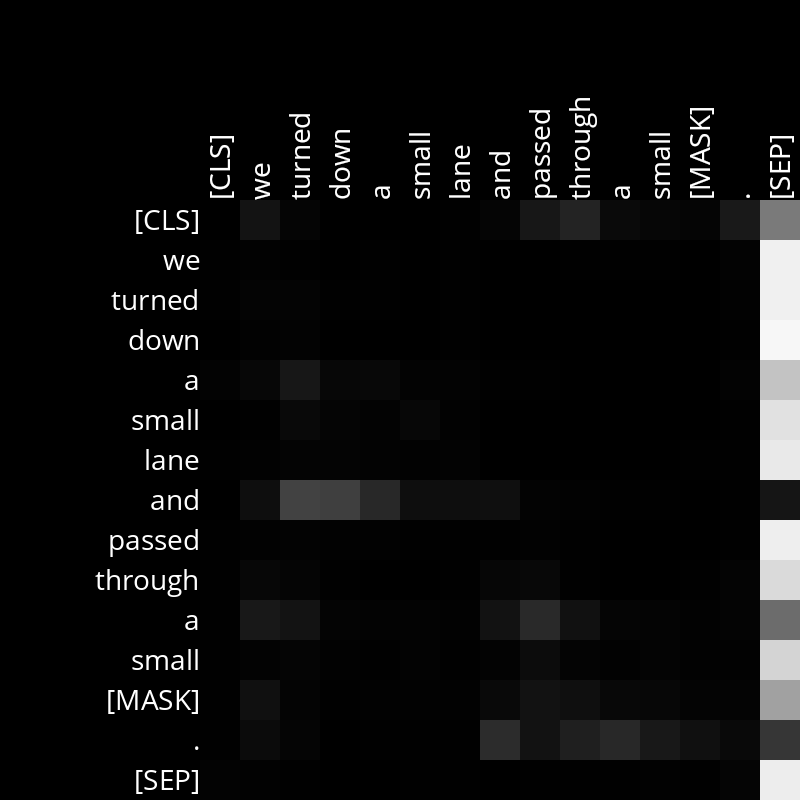 [CLS] we turned down a small lane and passed through a small [MASK] . [SEP]
[CLS]
we
turned
down
a
small
lane
and
passed
through
a
small
[MASK]
.
[SEP]